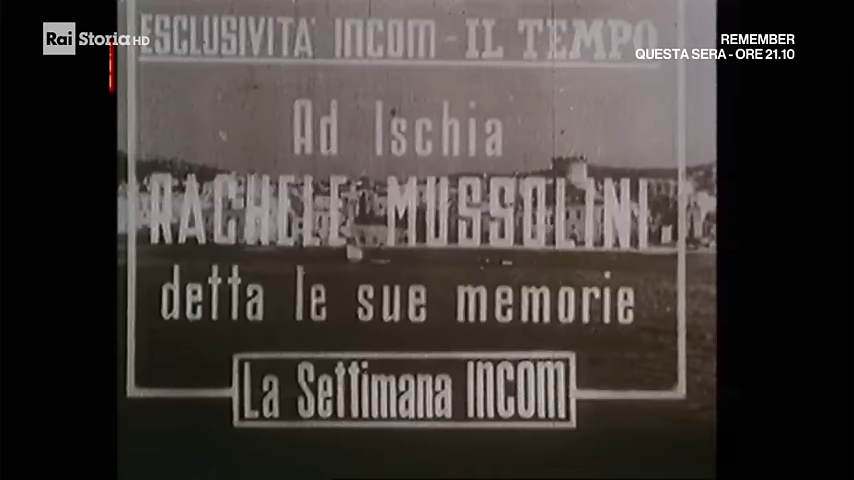 Rai Storia HD
REMEMBER
QUESTA SERA - ORE 21.10
ESCLUSIVITA' INCOM - IL TEMPO
Ad Ischia
RACHELE MUSSOLINI.
detta le sue memorie
La Settimana INCOM